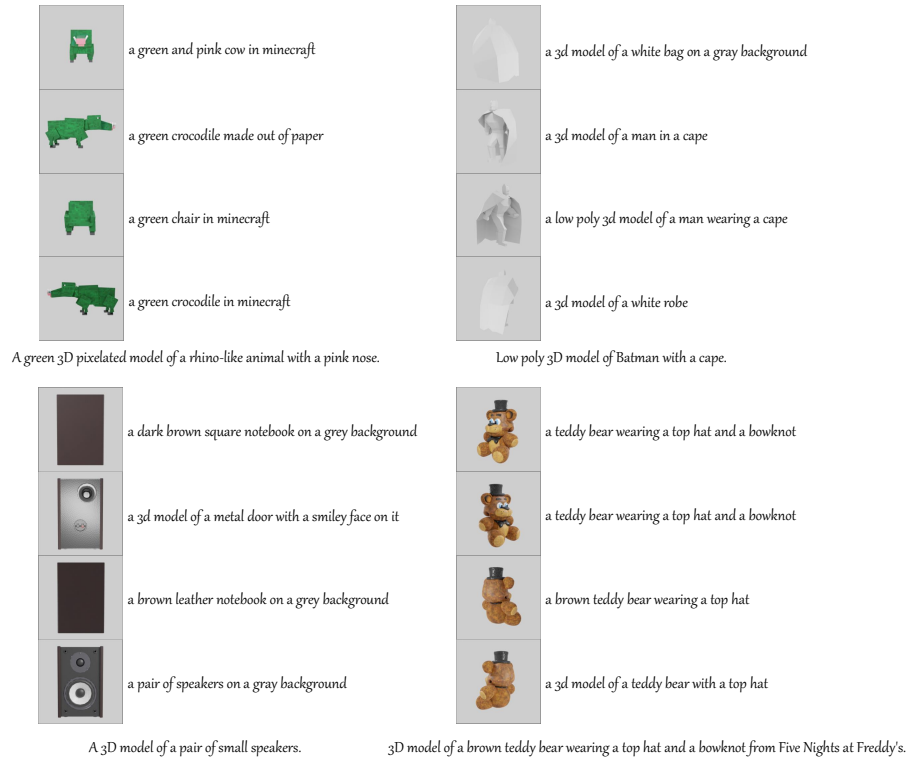 a green and pink cow in minecraft
a green crocodile made out of paper
a green chair in minecraft
a green crocodile in minecraft
A green 3D pixelated model of a rhino-like animal with a pink nose.
a 3d model of a white bag on a gray background
a 3d model of a man in a cape
a low poly 3d model of a man wearing a cape
a 3d model of a white robe
Low poly 3D model of Batman with a cape.
a dark brown square notebook on a grey background
a 3d model of a metal door with a smiley face on it
a brown leather notebook on a grey background
a pair of speakers on a gray background
A 3D model of a pair of small speakers.
a teddy bear wearing a top hat and a bowknot
a teddy bear wearing a top hat and a bowknot
a brown teddy bear wearing a top hat
a 3d model of a teddy bear with a top hat
3D model of a brown teddy bear wearing a top hat and a bowknot from Five Nights at Freddy's.